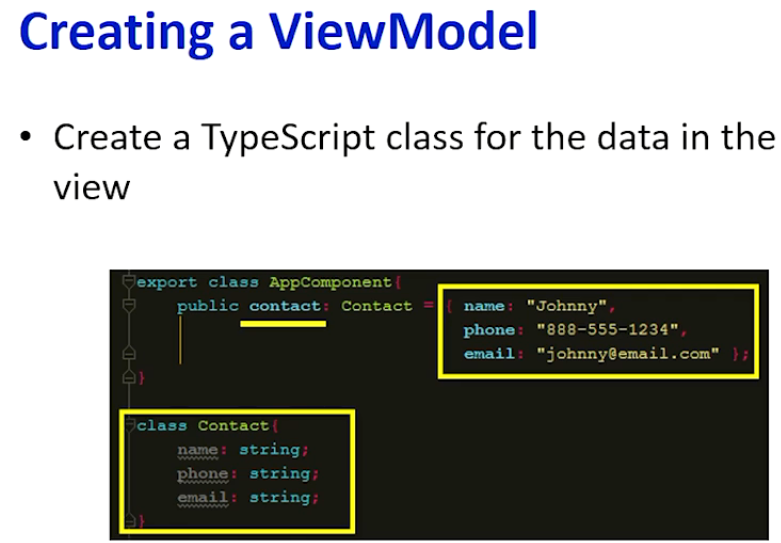 Creating a ViewModel
• Create a TypeScript class for the data in the
view
export class AppComponent{
public contact: Contact = { name: "Johnny",
phone: "888-555-1234",
email: "johnny@email.com" };
}
class Contact{
name: string;
phone: string;
email: string;
}